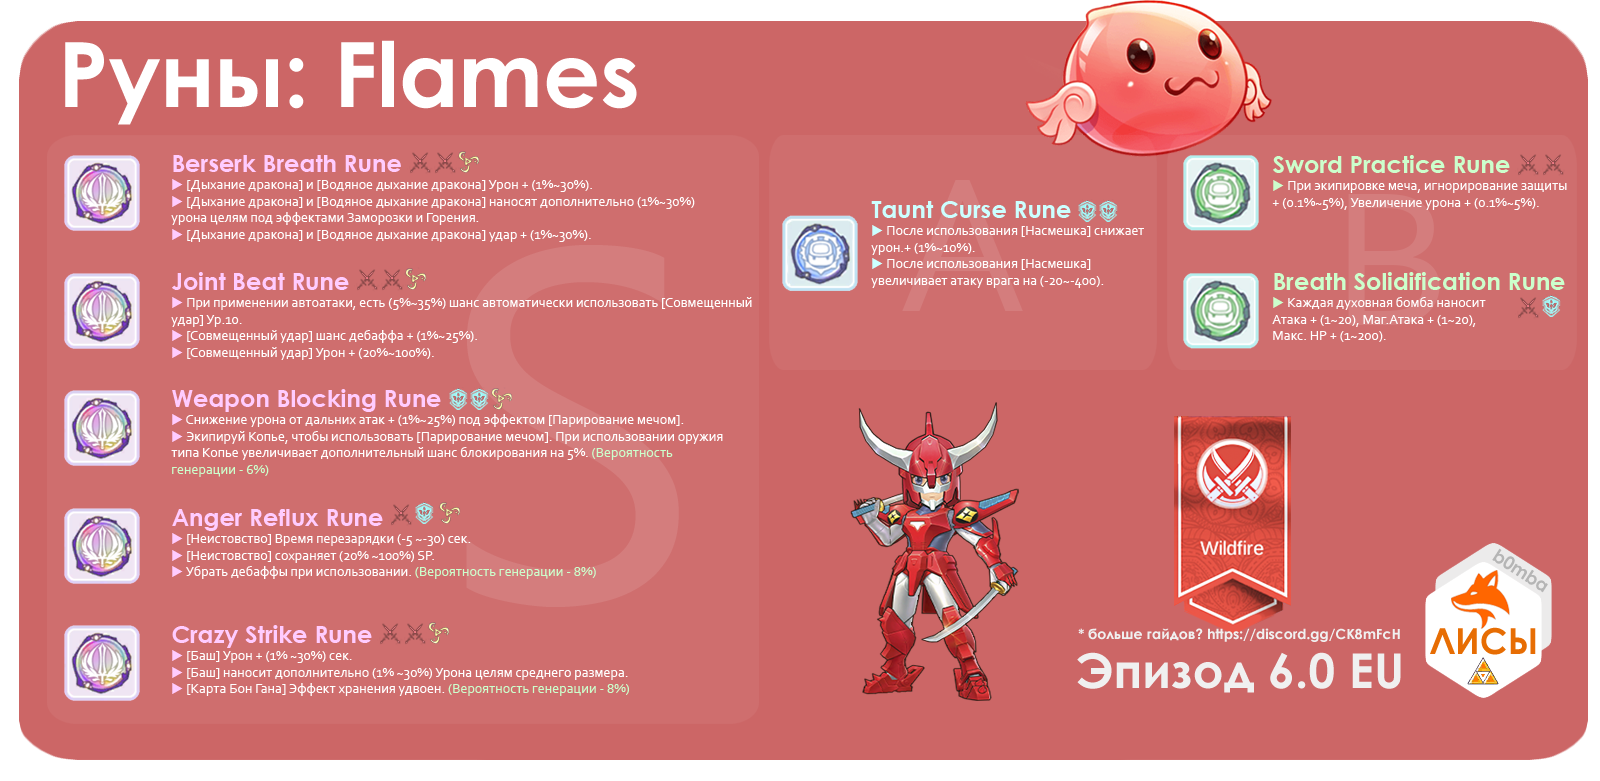 Руны: Flames
Berserk Breath Rune
[Дыхание дракона] и [Водяное дыхание дракона] Урон + (1%~30%).
[Дыхание дракона] и [Водяное дыхание дракона] наносят дополнительно (1%~30%)
урона целям под эффектами Заморозки и Горения.
[Дыхание дракона] и [Водяное дыхание дракона] удар + (1%~30%).
Joint Beat Rune
При применении автоатаки, есть (5%~35%) шанс автоматически использовать [Совмещенный
удар] Ур.10.
[Совмещенный удар] шанс дебаффа + (1%~25%).
[Совмещенный удар] Урон + (20%~100%).
Weapon Blocking Rune
Снижение урона от дальних атак + (1%~25%) под эффектом [Парирование мечом].
Экипируй Копье, чтобы использовать [Парирование мечом]. При использовании оружия
типа Копье увеличивает дополнительный шанс блокирования на 5%. (Вероятность
генерации - 6%)
Anger Reflux Rune
[Неистовство] Время перезарядки (-5 ~-30) сек.
[Неистовство] сохраняет (20% ~100%) SP.
Убрать дебаффы при использовании. (Вероятность генерации - 8%)
Crazy Strike Rune
[Баш] Урон + (1% ~30%) сек.
[Баш] наносит дополнительно (1% ~30%) Урона целям среднего размера.
[Карта Бон Гана] Эффект хранения удвоен. (Вероятность генерации - 8%)
S
Taunt Curse Rune
После использования [Насмешка] снижает
урон.+ (1%~10%).
После использования [Насмешка]
увеличивает атаку врага на (-20~-400).
A
Sword Practice Rune
При экипировке меча, игнорирование защиты
+ (0.1%~5%), Увеличение урона + (0.1%~5%).
Breath Solidification Rune
Каждая духовная бомба наносит
Атака + (1~20), Маг.Атака + (1~20),
Макс. HP + (1~200).
B
Wildfire
* больше гайдов? https://discord.gg/CK8mFcH
Эпизод 6.0 EU
b0mba
ЛИСЫ